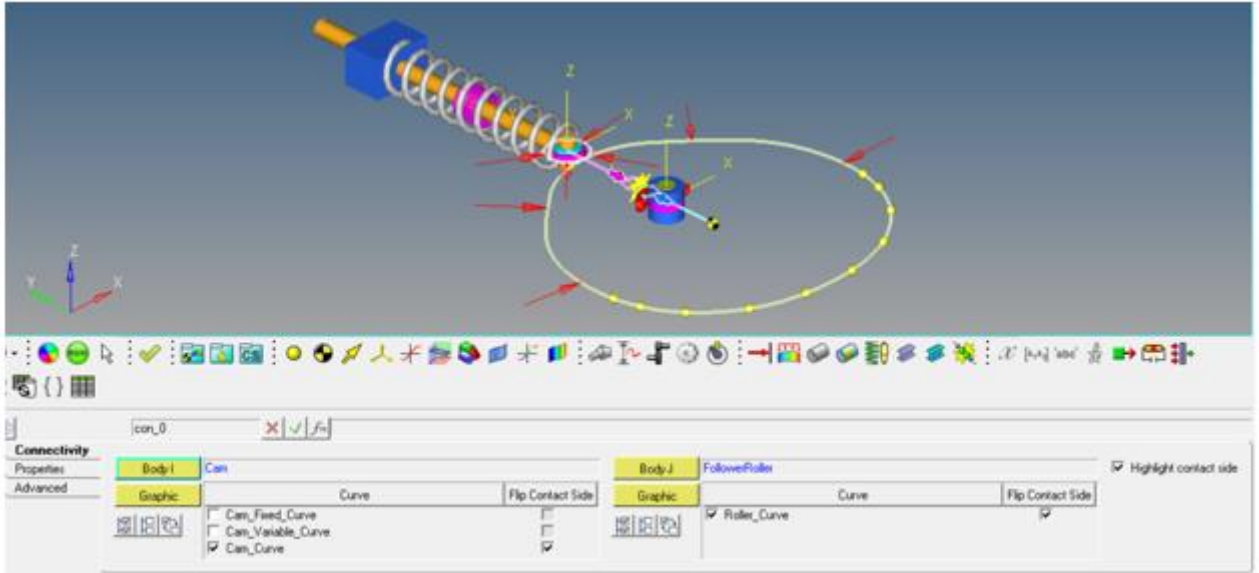 Z
X
Z
X
Z
Y
X
con_0
Connectivity
Properties
Advanced
Body I
Cam
Graphic
Curve
Flip Contact Side
Cam_Fixed_Curve
Cam_Variable_Curve
Cam_Curve
Body J
FollowerRoller
Graphic
Curve
Flip Contact Side
Roller_Curve
Highlight contact side